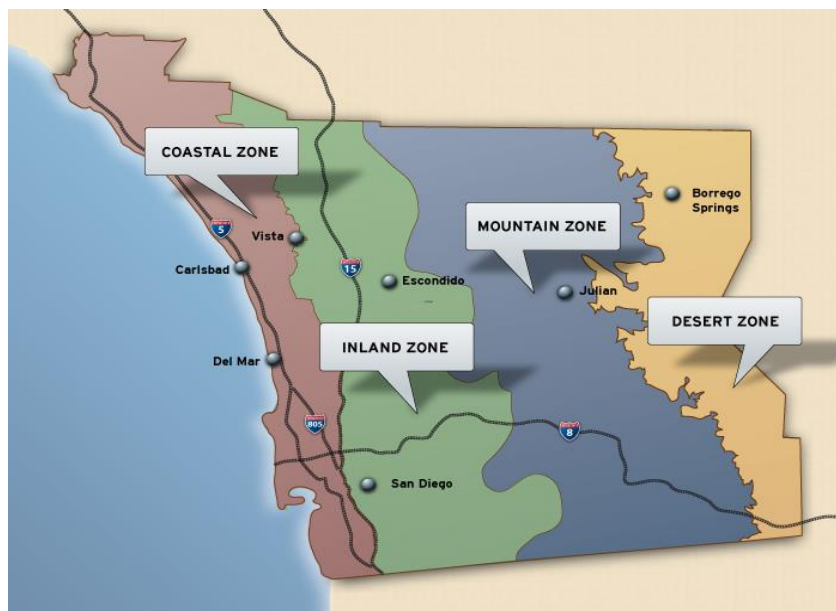 COASTAL ZONE
Borrego
Springs
5
Vista
MOUNTAIN ZONE
Carlsbad
15
Escondido
Julian
DESERT ZONE
INLAND ZONE
Del Mar
805
8
San Diego